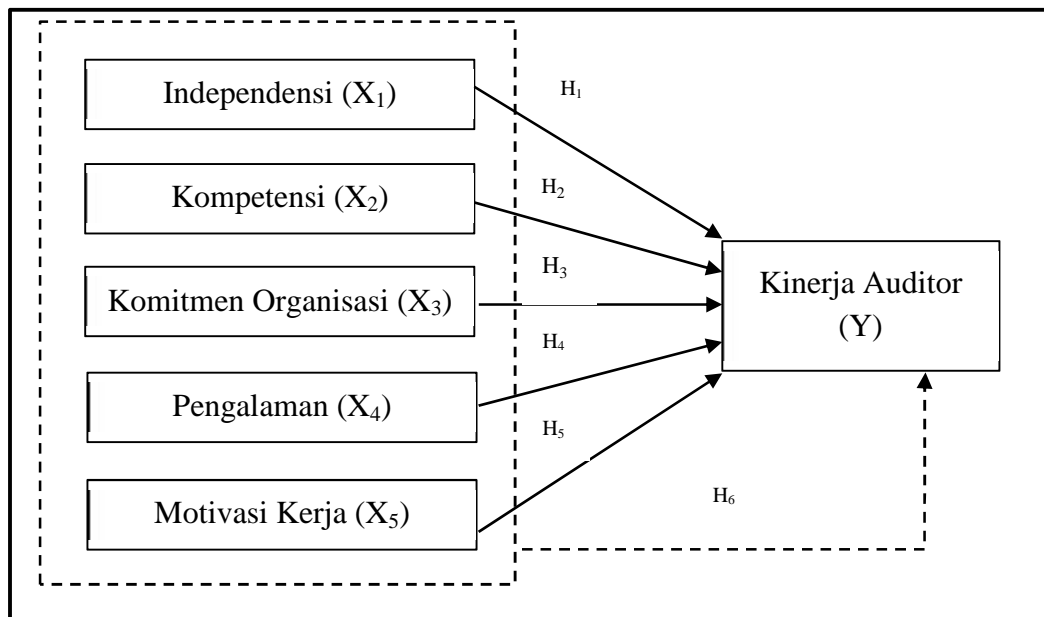 Independensi (X₁)
H₁
Kompetensi (X₂)
H₂
Komitmen Organisasi (X₃)
H₃
Kinerja Auditor
(Y)
H₄
Pengalaman (X₄)
H₅
Motivasi Kerja (X₅)
H₆